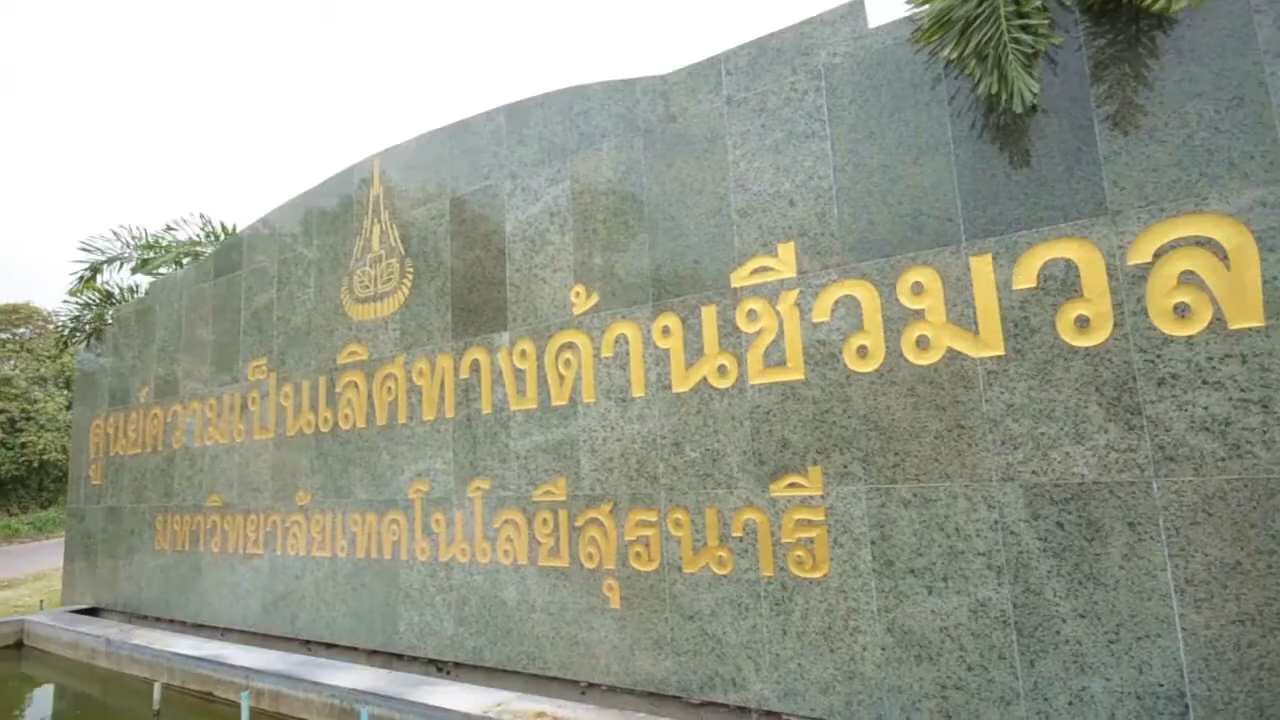 ศูนย์ความเป็นเลิศทางด้านชีวมวล
มหาวิทยาลัยเทคโนโลยีสุรนารี